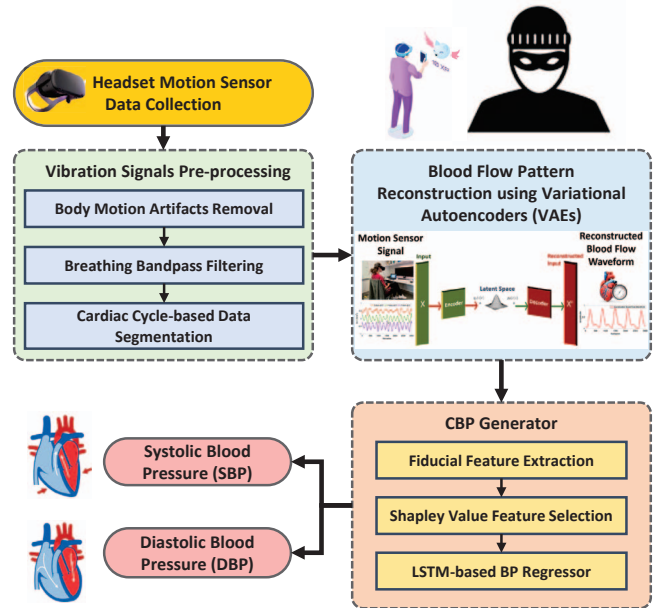 Headset Motion Sensor
Data Collection
Vibration Signals Pre-processing
Body Motion Artifacts Removal
Breathing Bandpass Filtering
Cardiac Cycle-based Data
Segmentation
Blood Flow Pattern
Reconstruction using Variational
Autoencoders (VAEs)
Motion Sensor
Signal
Input
X
Encoder
Latent Space
Reconstructed
Input
X'
Reconstructed
Blood Flow
Waveform
CBP Generator
Fiducial Feature Extraction
Shapley Value Feature Selection
LSTM-based BP Regressor
Systolic Blood
Pressure (SBP)
Diastolic Blood
Pressure (DBP)